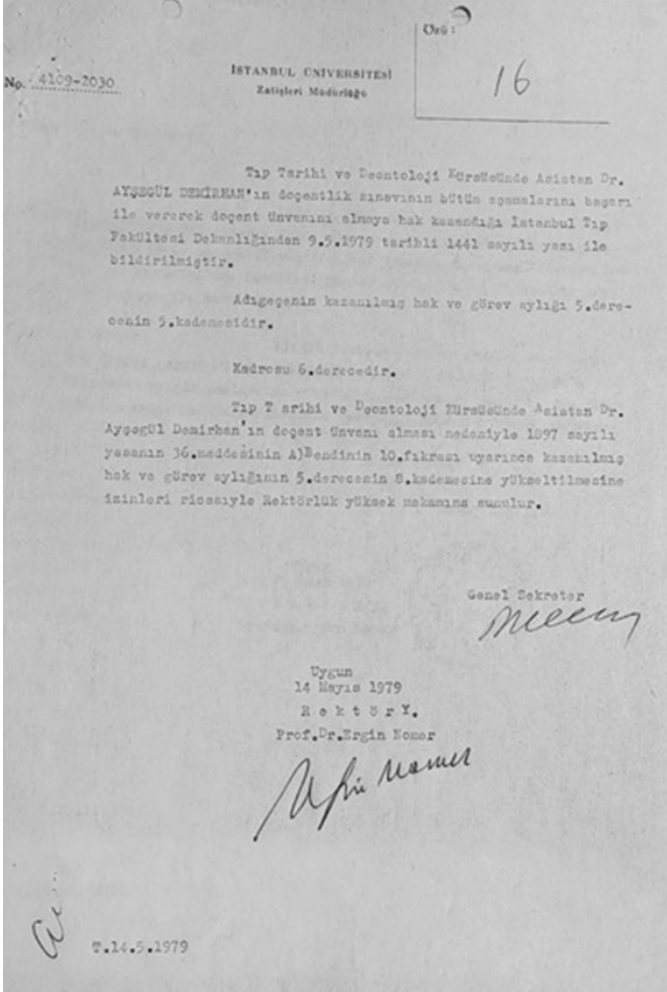 Özü :
16
No. 4109-2030
İSTANBUL ÜNİVERSİTESİ
Zatişleri Müdürlüğü
Tıp Tarihi ve Deontoloji Kürsüsünde Asistan Dr.
AYŞEGÜL DEMİRHAN'ın doçentlik sınavının bütün aşamalarını başarı
ile vererek doçent ünvanını almaya hak kazandığı İstanbul Tıp
Fakültesi Dekanlığından 9.5.1979 tarihli 1441 sayılı yazı ile
bildirilmiştir.
Adıgeçenin kazanılmış hak ve görev aylığı 5.dere-
cenin 5.kademesidir.
Kadrosu 6.derecedir.
Tıp T arihi ve Deontoloji Kürsüsünde Asistan Dr.
Ayşegül Demirhan'ın doçent ünvanı alması nedeniyle 1897 sayılı
yasanın 36.maddesinin A)Bendinin 10.fıkrası uyarınca kazanılmış
hak ve görev aylığının 5.derecenin 8.kademesine yükseltilmesine
izinleri ricasıyle Rektörlük yüksek makamına sunulur.
Genel Sekreter
Uygun
14 Mayıs 1979
R e k t ö r Y.
Prof.Dr.Ergin Nomer
T.14.5.1979